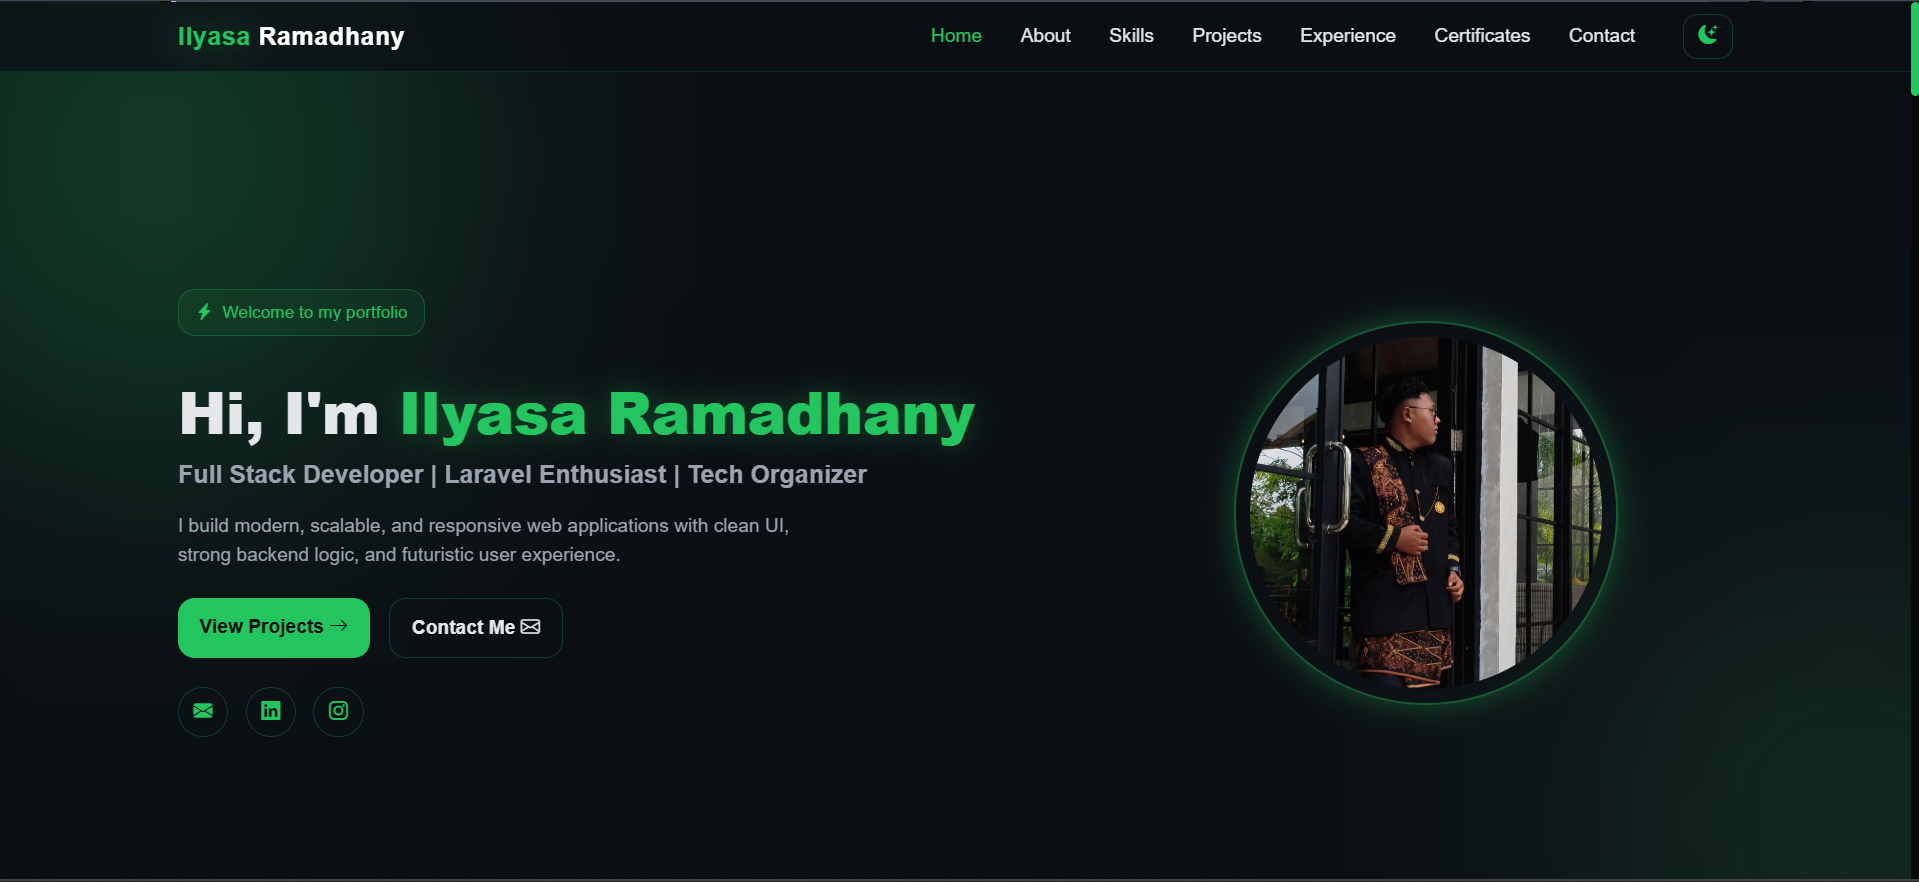 Ilyasa Ramadhany
Home
About
Skills
Projects
Experience
Certificates
Contact
Welcome to my portfolio
Hi, I'm Ilyasa Ramadhany
Full Stack Developer | Laravel Enthusiast | Tech Organizer
I build modern, scalable, and responsive web applications with clean UI,
strong backend logic, and futuristic user experience.
View Projects →
Contact Me